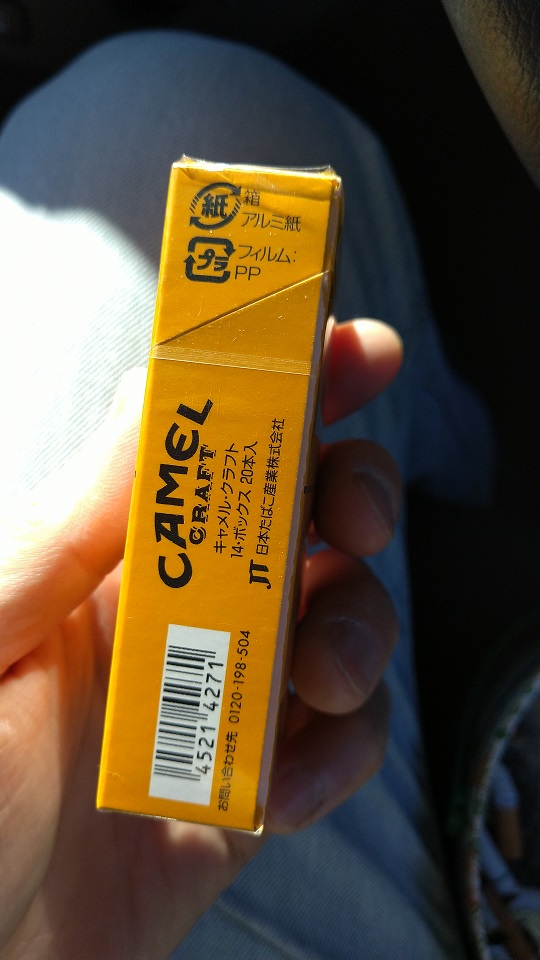 紙 箱
アルミ紙
プラ フィルム:
PP
CAMEL
CRAFT
キャメル・クラフト
14・ボックス 20本入
JT 日本たばこ産業株式会社
4521 4271
お問い合わせ先 0120-198-504